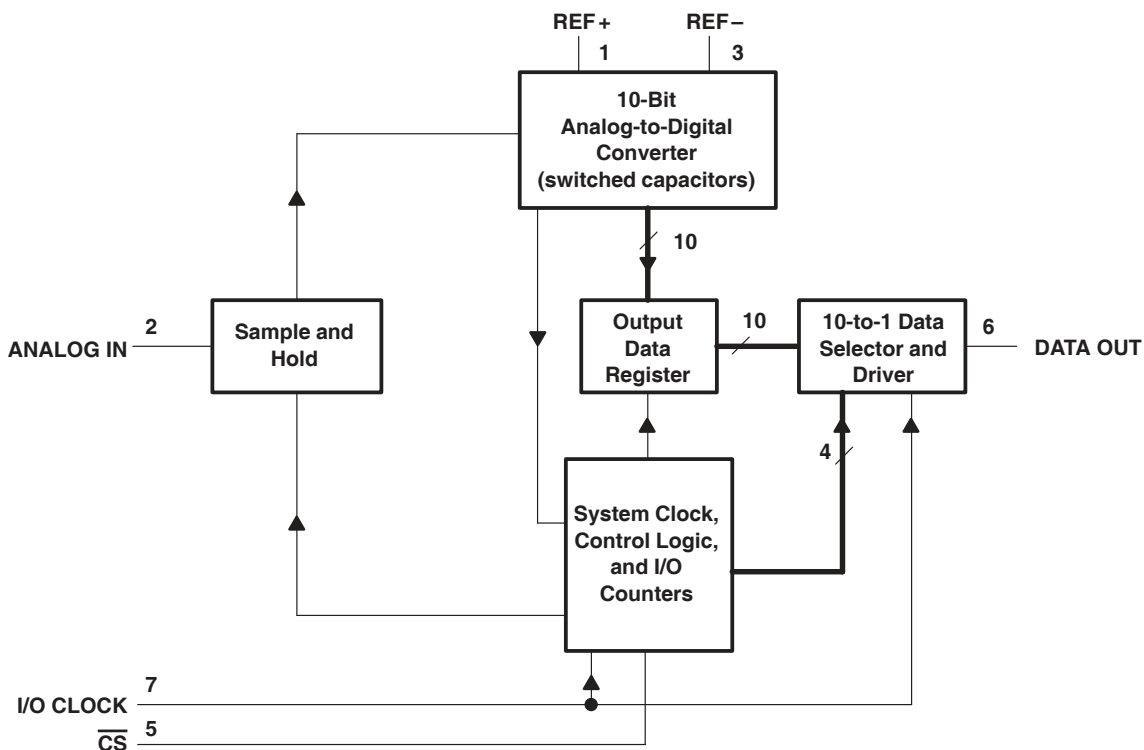 REF+
REF–
1
3
10-Bit
Analog-to-Digital
Converter
(switched capacitors)
10
2
ANALOG IN
Sample and
Hold
Output
Data
Register
10
10-to-1 Data
Selector and
Driver
6
DATA OUT
4
System Clock,
Control Logic,
and I/O
Counters
7
I/O CLOCK
5
C̅S̅